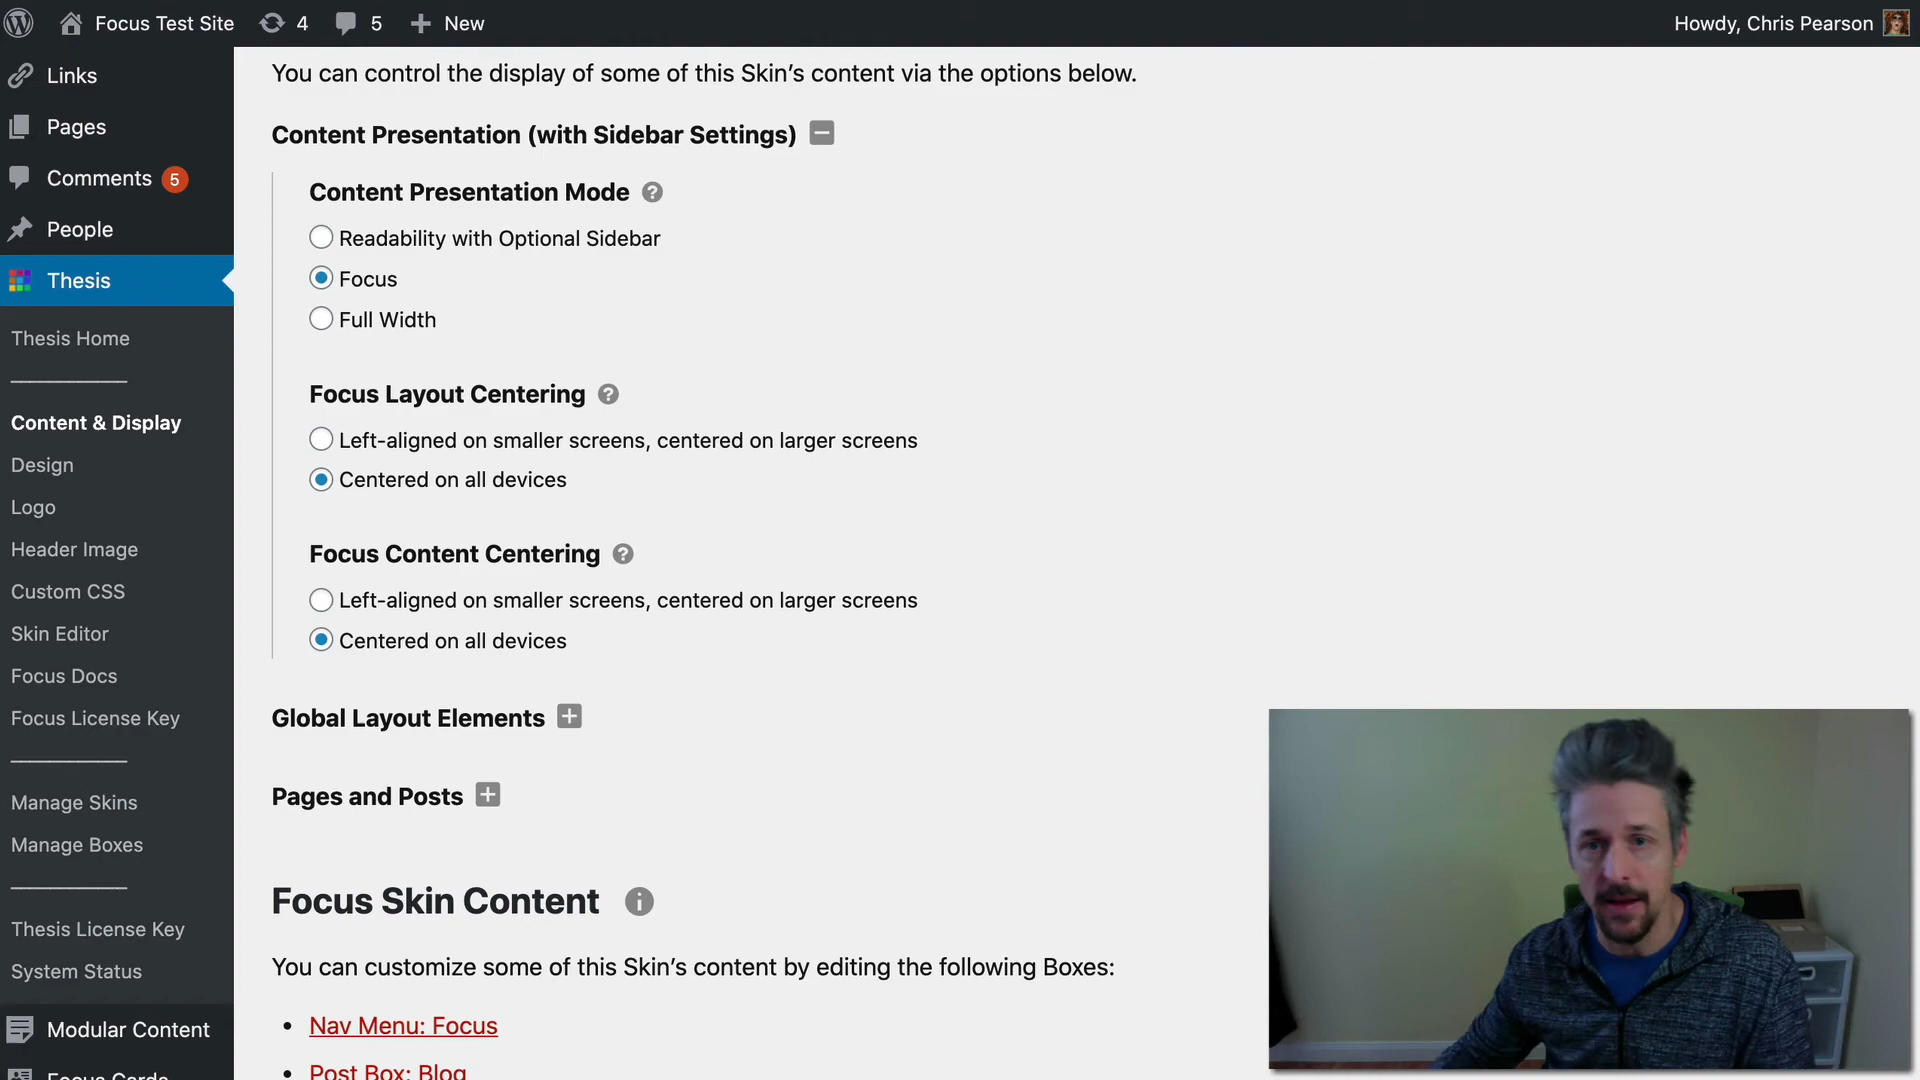 Focus Test Site
4
5
New
Howdy, Chris Pearson
Links
Pages
Comments 5
People
Thesis
Thesis Home
Content & Display
Design
Logo
Header Image
Custom CSS
Skin Editor
Focus Docs
Focus License Key
Manage Skins
Manage Boxes
Thesis License Key
System Status
Modular Content
Focus Cards
You can control the display of some of this Skin’s content via the options below.
Content Presentation (with Sidebar Settings)
Content Presentation Mode ?
Readability with Optional Sidebar
Focus
Full Width
Focus Layout Centering ?
Left-aligned on smaller screens, centered on larger screens
Centered on all devices
Focus Content Centering ?
Left-aligned on smaller screens, centered on larger screens
Centered on all devices
Global Layout Elements
Pages and Posts
Focus Skin Content i
You can customize some of this Skin’s content by editing the following Boxes:
• Nav Menu: Focus
• Post Box: Blog